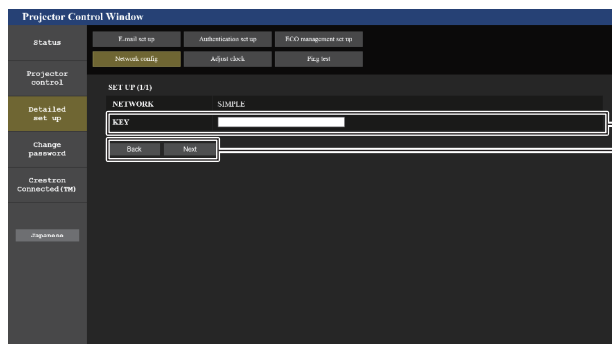 Projector Control Window
Status
E-mail set up
Authentication set up
ECO management set up
Network config
Adjust clock
Ping test
Projector
control
SET UP (1/1)
NETWORK SIMPLE
KEY
Detailed
set up
Back Next
Change
password
Crestron
Connected(TM)
Japanese